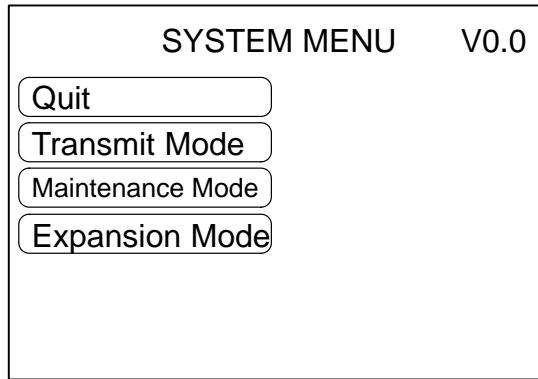 SYSTEM MENU V0.0
Quit
Transmit Mode
Maintenance Mode
Expansion Mode